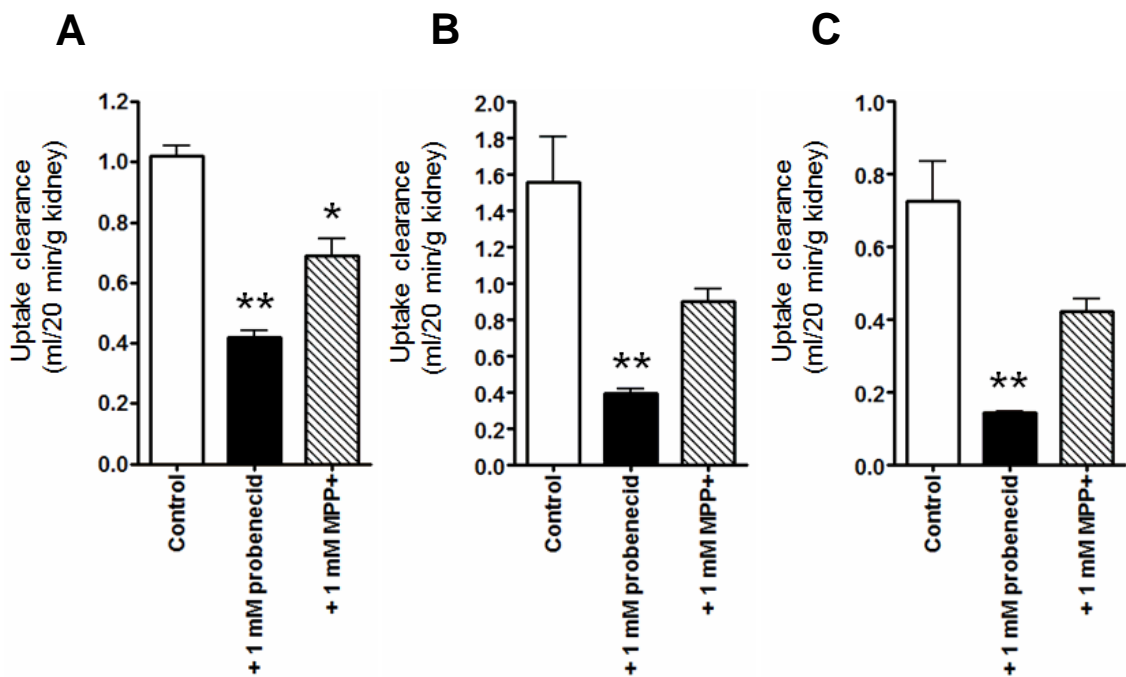 A
B
C
Uptake clearance
(ml/20 min/g kidney)
1.2
1.0
0.8
0.6
0.4
0.2
0.0
**
*
Control
+ 1 mM probenecid
+ 1 mM MPP+
Uptake clearance
(ml/20 min/g kidney)
2.0
1.8
1.6
1.4
1.2
1.0
0.8
0.6
0.4
0.2
0.0
**
Control
+ 1 mM probenecid
+ 1 mM MPP+
Uptake clearance
(ml/20 min/g kidney)
1.0
0.8
0.6
0.4
0.2
0.0
**
Control
+ 1 mM probenecid
+ 1 mM MPP+